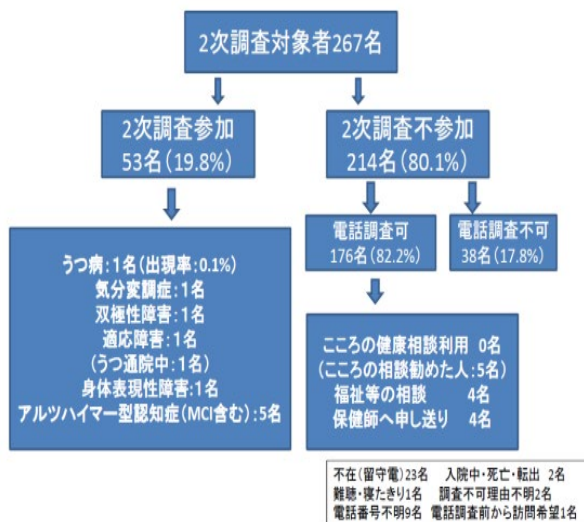 2次調査対象者267名
2次調査参加
53名(19.8%)
2次調査不参加
214名(80.1%)
電話調査可
176名(82.2%)
電話調査不可
38名(17.8%)
うつ病:1名(出現率:0.1%)
気分変調症:1名
双極性障害:1名
適応障害:1名
(うつ通院中:1名)
身体表現性障害:1名
アルツハイマー型認知症(MCI含む):5名
こころの健康相談利用 0名
(こころの相談勧めた人:5名)
福祉等の相談 4名
保健師へ申し送り 4名
不在(留守電)23名 入院中・死亡・転出 2名
難聴・寝たきり1名 調査不可理由不明2名
電話番号不明9名 電話調査前から訪問希望1名